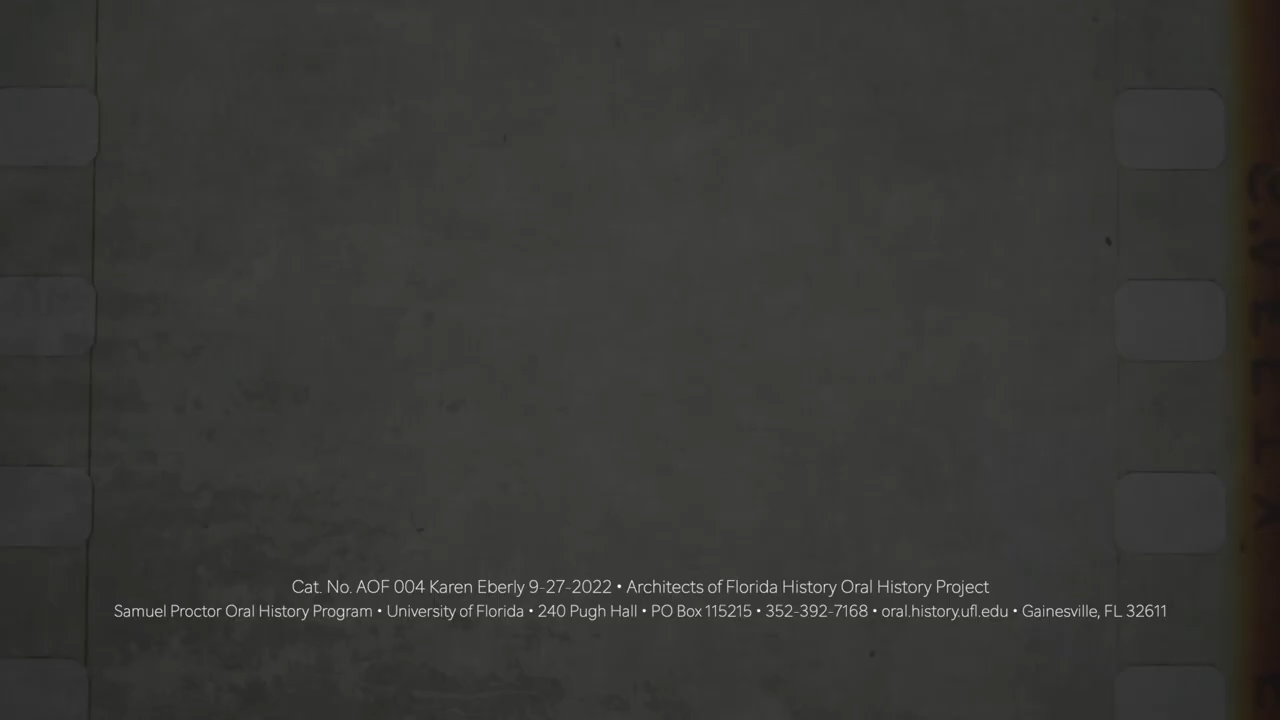 Cat. No. AOF 004 Karen Eberly 9-27-2022 • Architects of Florida History Oral History Project
Samuel Proctor Oral History Program • University of Florida • 240 Pugh Hall • PO Box 115215 • 352-392-7168 • oral.history.ufl.edu • Gainesville, FL 32611